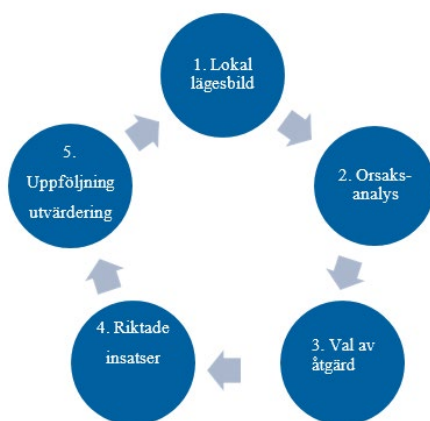 1. Lokal
lägesbild
2. Orsaks-
analys
3. Val av
åtgärd
4. Riktade
insatser
5.
Uppföljning
utvärdering